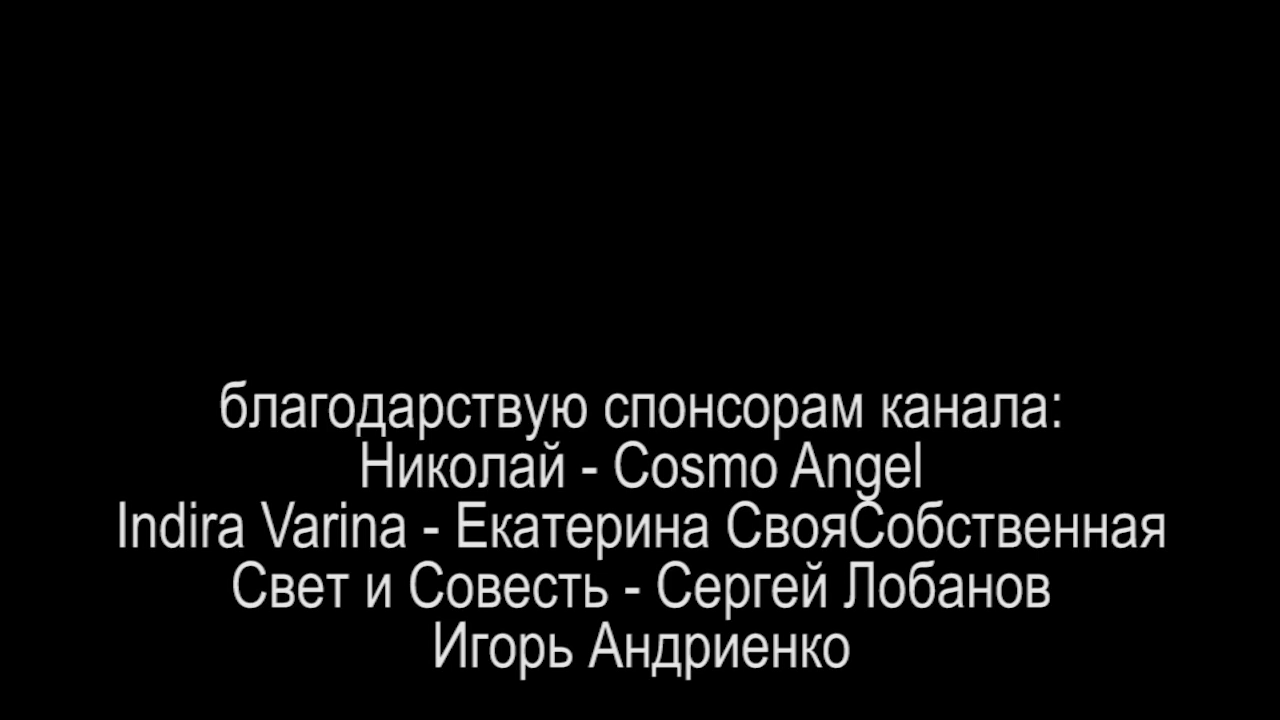 благодарствую спонсорам канала:
Николай - Cosmo Angel
Indira Varina - Екатерина СвояСобственная
Свет и Совесть - Сергей Лобанов
Игорь Андриенко